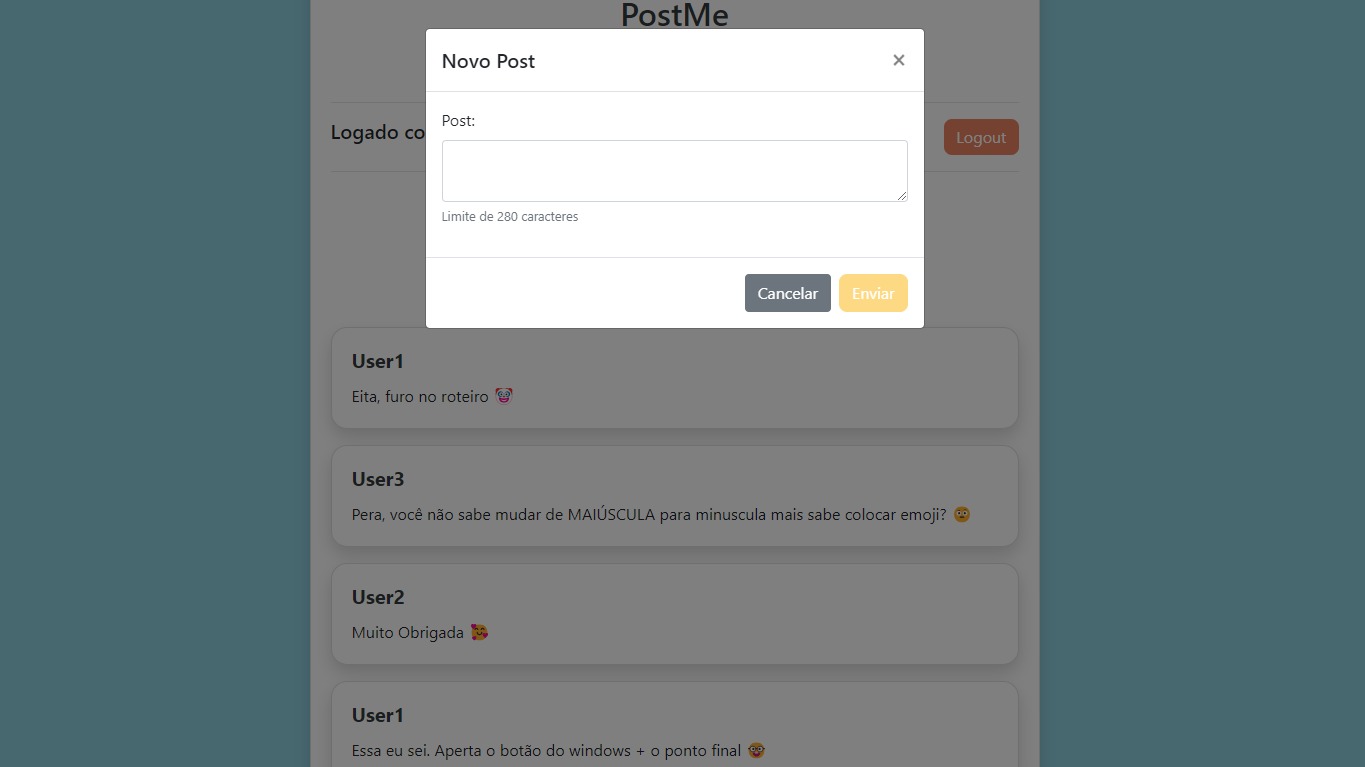 PostMe
Novo Post
×
Post:
Logado co
Logout
Limite de 280 caracteres
Cancelar
Enviar
User1
Eita, furo no roteiro 🤡
User3
Pera, você não sabe mudar de MAIÚSCULA para minuscula mais sabe colocar emoji? 😳
User2
Muito Obrigada 🥰
User1
Essa eu sei. Aperta o botão do windows + o ponto final 🤓